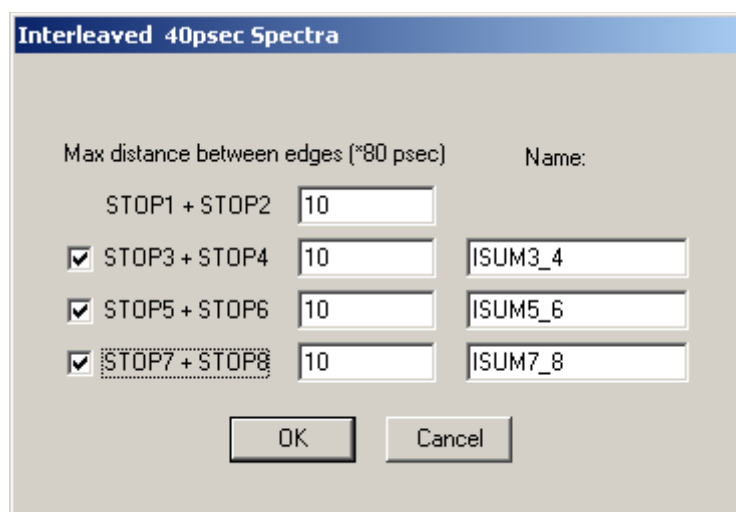 Interleaved 40psec Spectra
Max distance between edges (*80 psec) Name:
STOP1 + STOP2 10
STOP3 + STOP4 10 ISUM3_4
STOP5 + STOP6 10 ISUM5_6
STOP7 + STOP8 10 ISUM7_8
OK Cancel